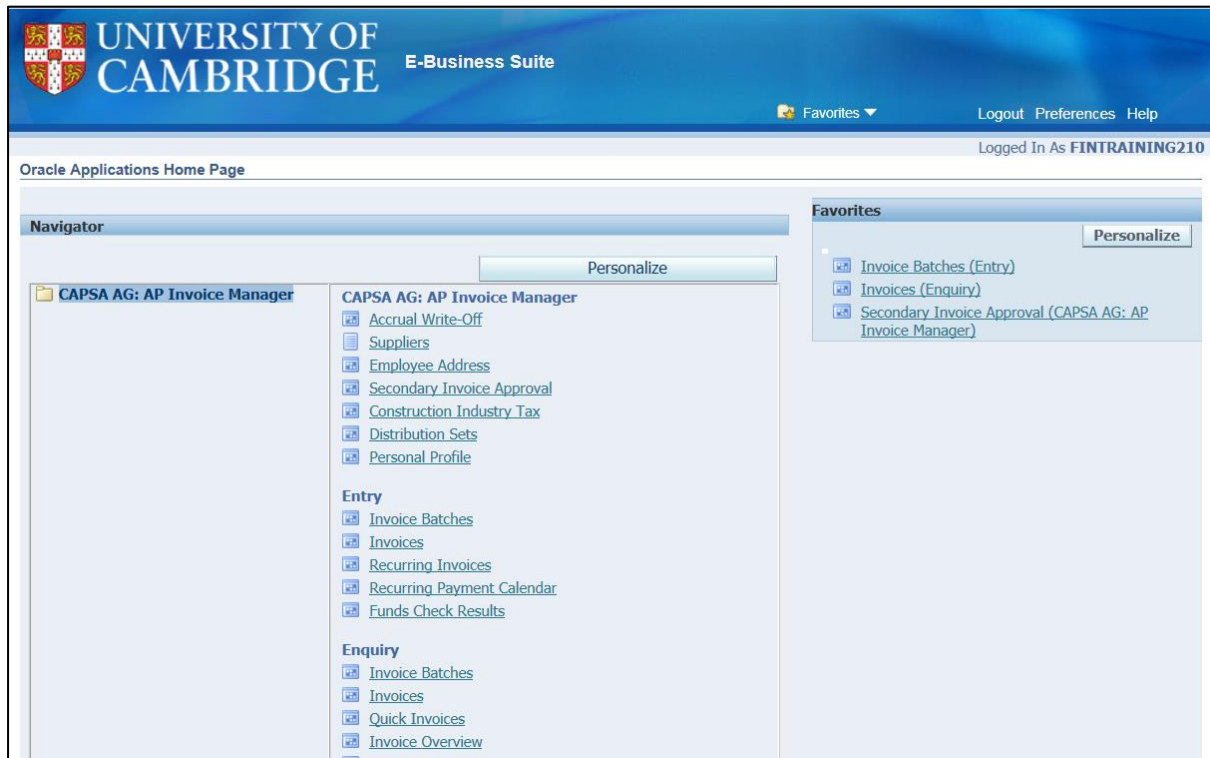 UNIVERSITY OF
CAMBRIDGE
E-Business Suite
Favorites
Logout Preferences Help
Logged In As FINTRAINING210
Oracle Applications Home Page
Navigator
Personalize
CAPSA AG: AP Invoice Manager
CAPSA AG: AP Invoice Manager
Accrual Write-Off
Suppliers
Employee Address
Secondary Invoice Approval
Construction Industry Tax
Distribution Sets
Personal Profile
Entry
Invoice Batches
Invoices
Recurring Invoices
Recurring Payment Calendar
Funds Check Results
Enquiry
Invoice Batches
Invoices
Quick Invoices
Invoice Overview
Favorites
Personalize
Invoice Batches (Entry)
Invoices (Enquiry)
Secondary Invoice Approval (CAPSA AG: AP
Invoice Manager)